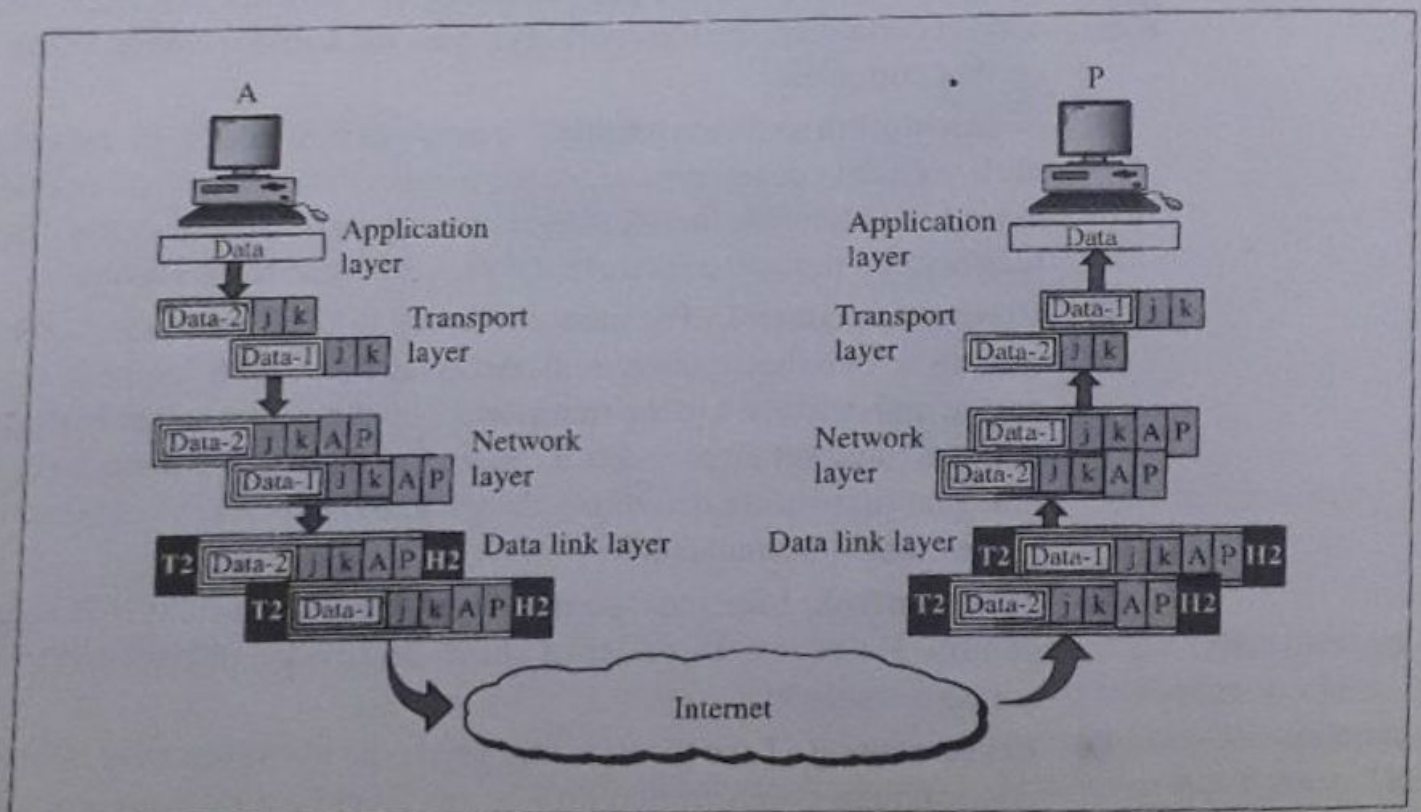 A
P
Data
Application
layer
Application
layer
Data
Data-2 j k
Data-1 j k
Transport
layer
Transport
layer
Data-1 j k
Data-2 j k
Data-2 j k A P
Data-1 j k A P
Network
layer
Network
layer
Data-1 j k A P
Data-2 j k A P
T2 Data-2 j k A P H2
T2 Data-1 j k A P H2
Data link layer
Data link layer
T2 Data-1 j k A P H2
T2 Data-2 j k A P H2
Internet